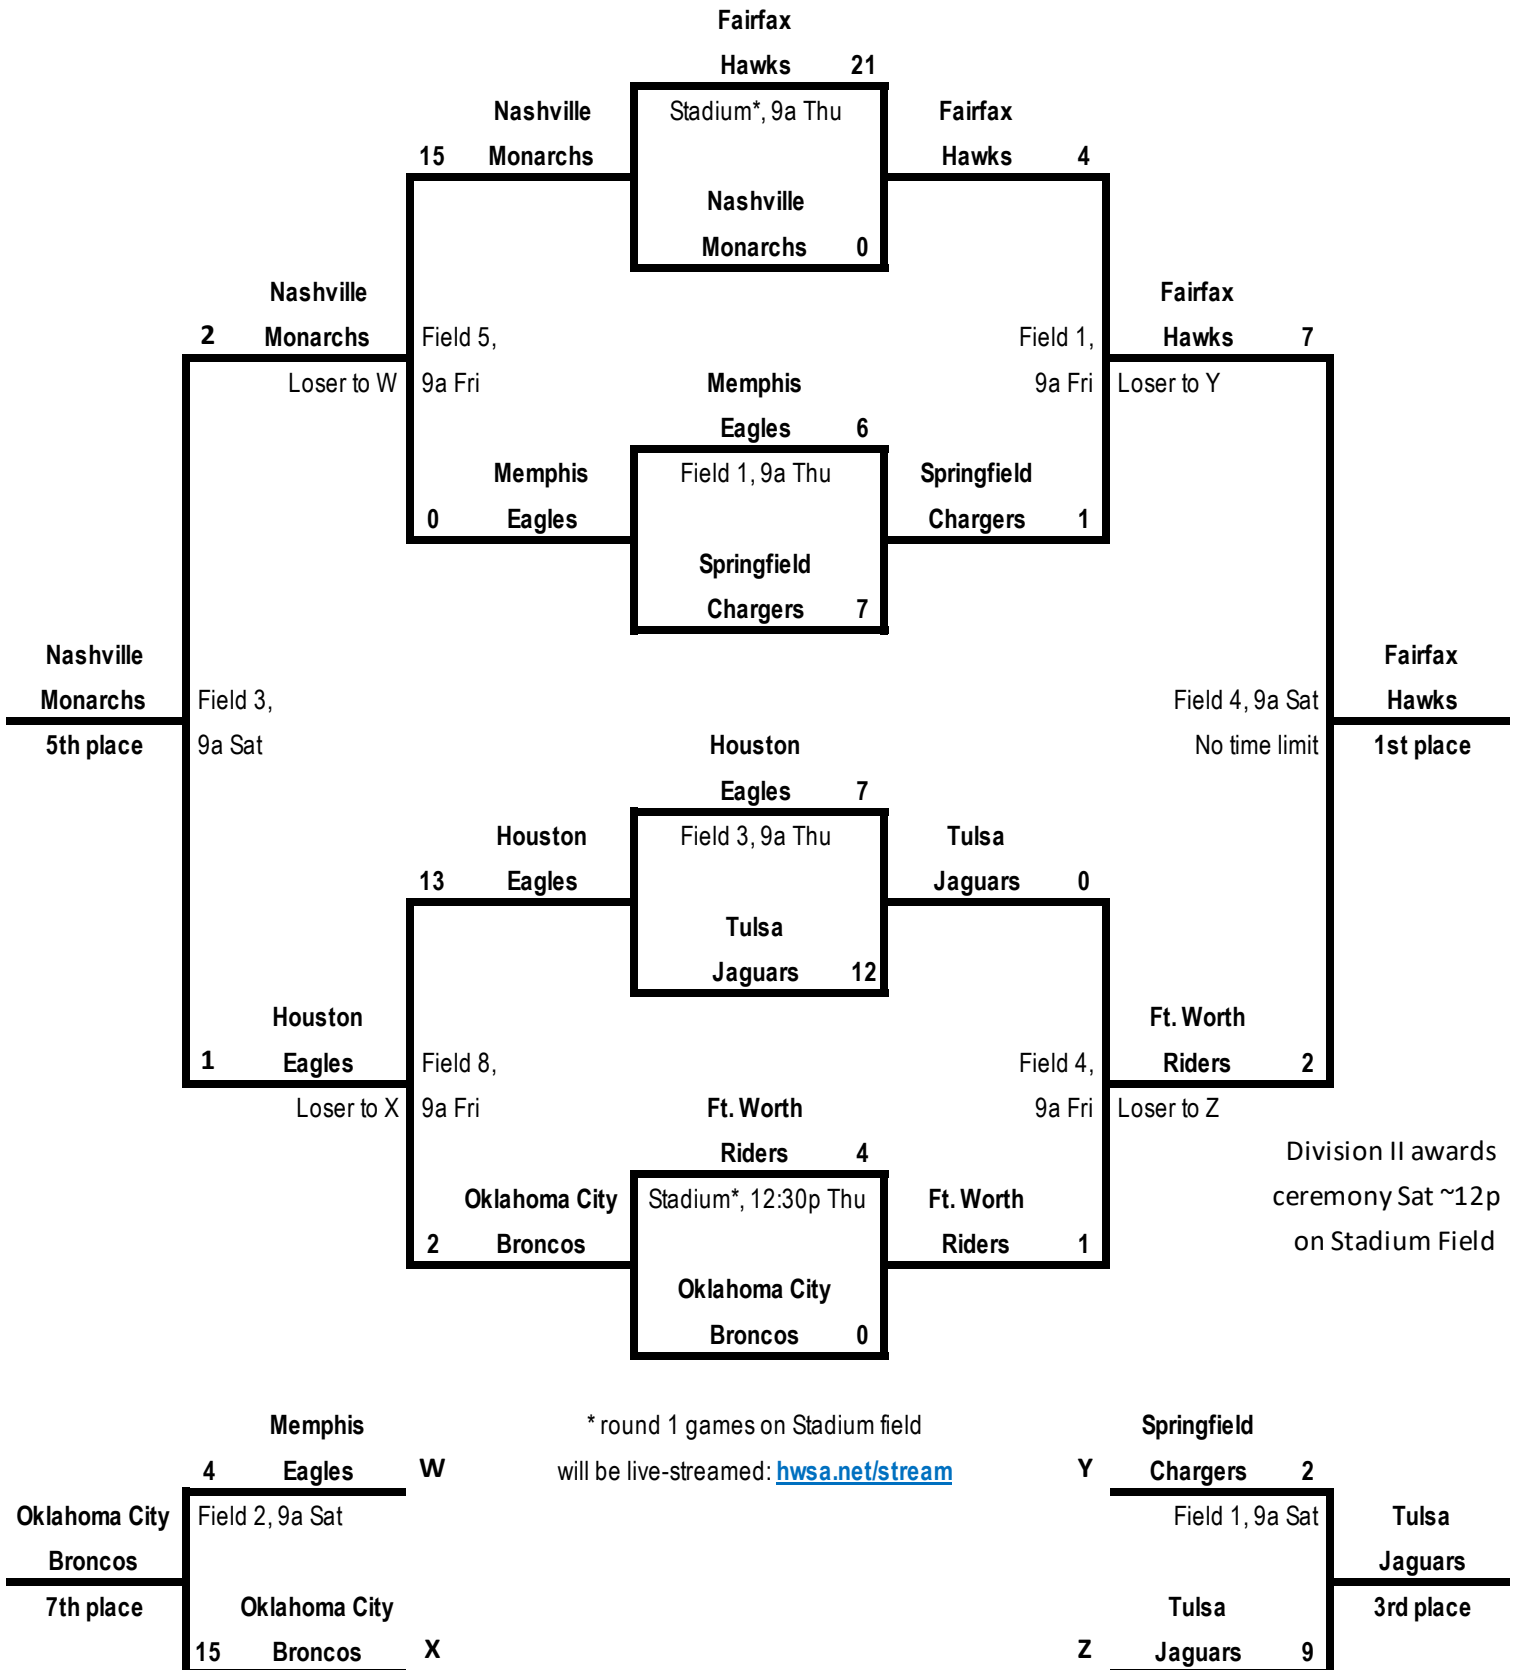 Fairfax
Hawks 21
Nashville Stadium*, 9a Thu Fairfax
15 Monarchs Hawks 4
Nashville
Monarchs 0
Nashville Fairfax
2 Monarchs Field 5, Field 1, Hawks 7
Loser to W 9a Fri Memphis 9a Fri Loser to Y
Eagles 6
Memphis Field 1, 9a Thu Springfield
0 Eagles Chargers 1
Springfield
Chargers 7
Nashville Fairfax
Monarchs Field 3, Field 4, 9a Sat Hawks
5th place 9a Sat Houston No time limit 1st place
Eagles 7
Houston Field 3, 9a Thu Tulsa
13 Eagles Jaguars 0
Tulsa
Jaguars 12
Houston Ft. Worth
1 Eagles Field 8, Field 4, Riders 2
Loser to X 9a Fri Ft. Worth 9a Fri Loser to Z
Riders 4 Division II awards
Oklahoma City Stadium*, 12:30p Thu Ft. Worth ceremony Sat ~12p
2 Broncos Riders 1 on Stadium Field
Oklahoma City
Broncos 0
Memphis * round 1 games on Stadium field Springfield
4 Eagles W will be live-streamed: hwsa.net/stream Y Chargers 2
Oklahoma City Field 2, 9a Sat Field 1, 9a Sat Tulsa
Broncos Jaguars
7th place Oklahoma City Tulsa 3rd place
15 Broncos X Z Jaguars 9